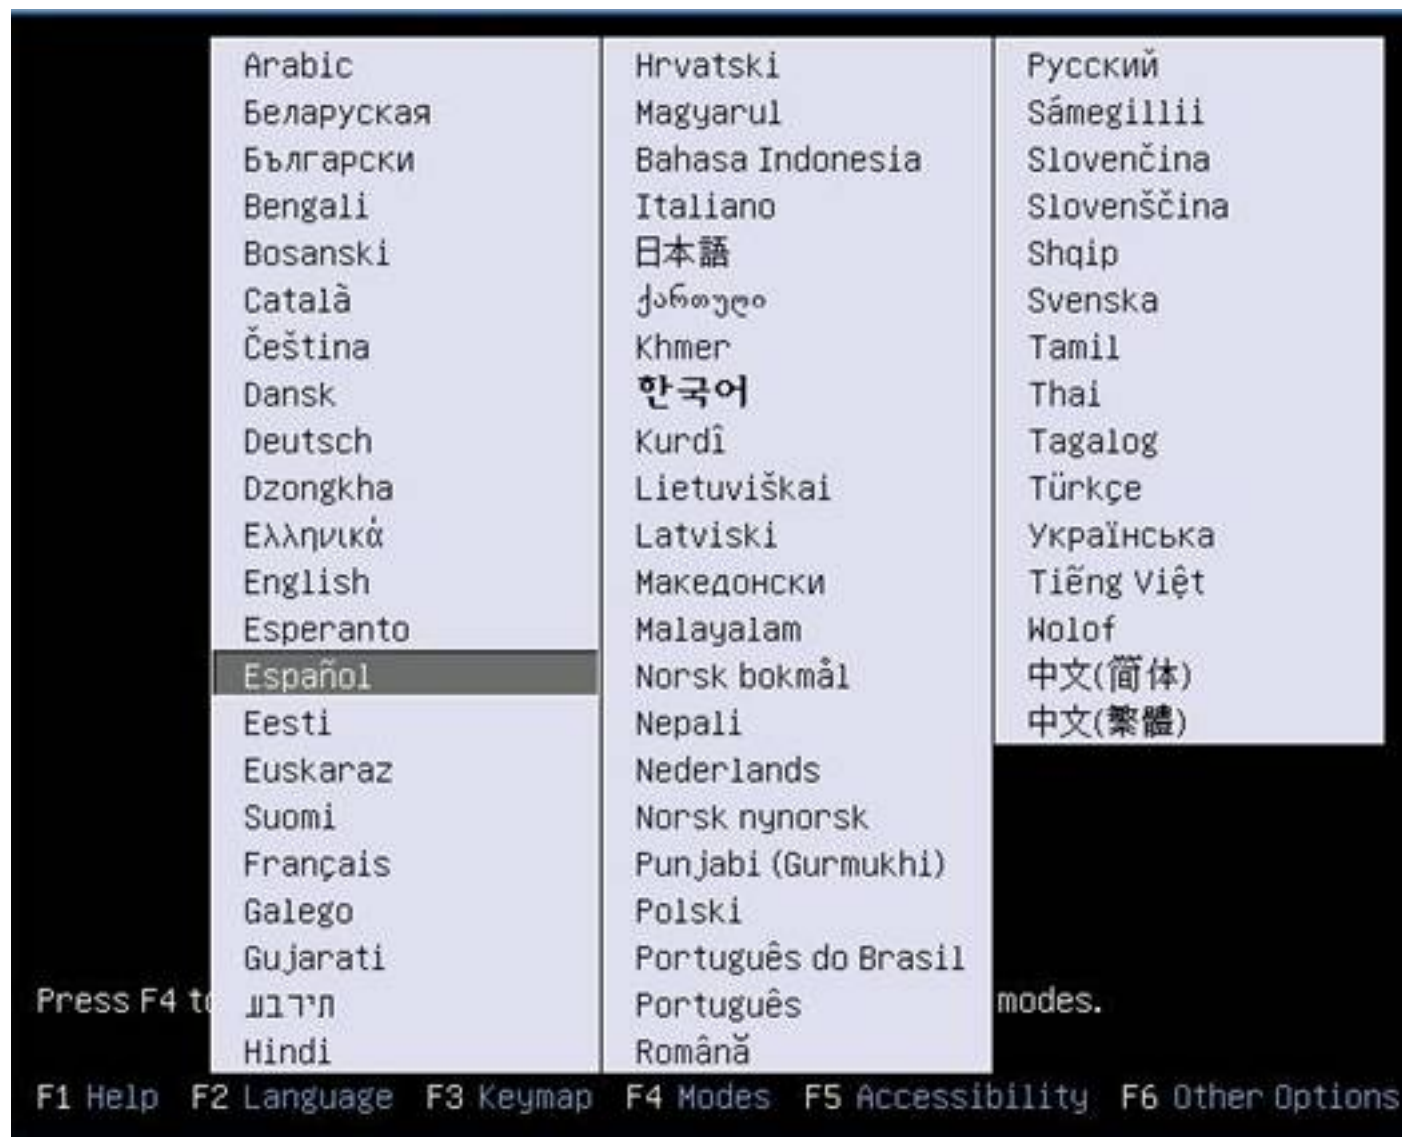 Arabic
Беларуская
Български
Bengali
Bosanski
Català
Čeština
Dansk
Deutsch
Dzongkha
Ελληνικά
English
Esperanto
Español
Eesti
Euskaraz
Suomi
Français
Galego
Gujarati
תירבע
Hindi
Hrvatski
Magyarul
Bahasa Indonesia
Italiano
日本語
ქართული
Khmer
한국어
Kurdî
Lietuviškai
Latviski
Македонски
Malayalam
Norsk bokmål
Nepali
Nederlands
Norsk nynorsk
Punjabi (Gurmukhi)
Polski
Português do Brasil
Português
Română
Русский
Sámegillii
Slovenčina
Slovenščina
Shqip
Svenska
Tamil
Thai
Tagalog
Türkçe
Українська
Tiếng Việt
Wolof
中文(简体)
中文(繁體)
Press F4 to modes.
F1 Help F2 Language F3 Keymap F4 Modes F5 Accessibility F6 Other Options